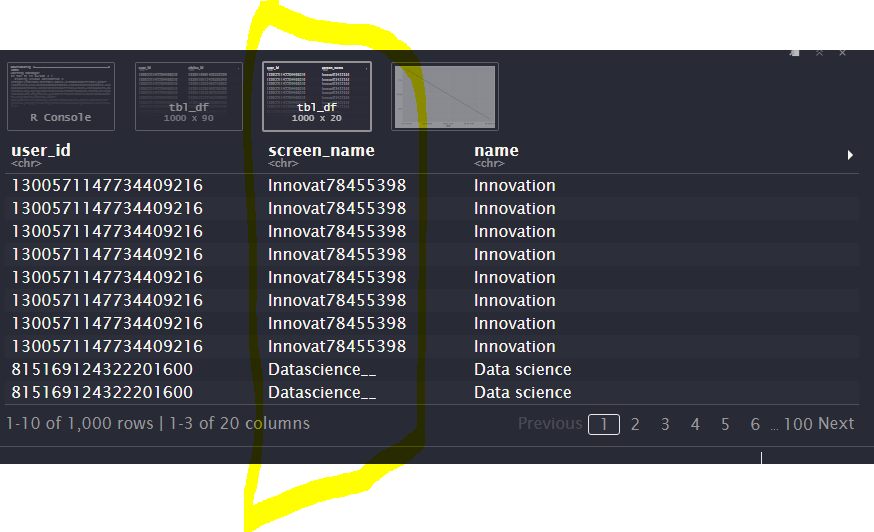 R Console
tbl_df
1000 x 90
tbl_df
1000 x 20
user_id screen_name name
<chr> <chr> <chr>
1300571147734409216 Innovat78455398 Innovation
1300571147734409216 Innovat78455398 Innovation
1300571147734409216 Innovat78455398 Innovation
1300571147734409216 Innovat78455398 Innovation
1300571147734409216 Innovat78455398 Innovation
1300571147734409216 Innovat78455398 Innovation
1300571147734409216 Innovat78455398 Innovation
1300571147734409216 Innovat78455398 Innovation
815169124322201600 Datascience__ Data science
815169124322201600 Datascience__ Data science
1-10 of 1,000 rows | 1-3 of 20 columns Previous 1 2 3 4 5 6 ... 100 Next